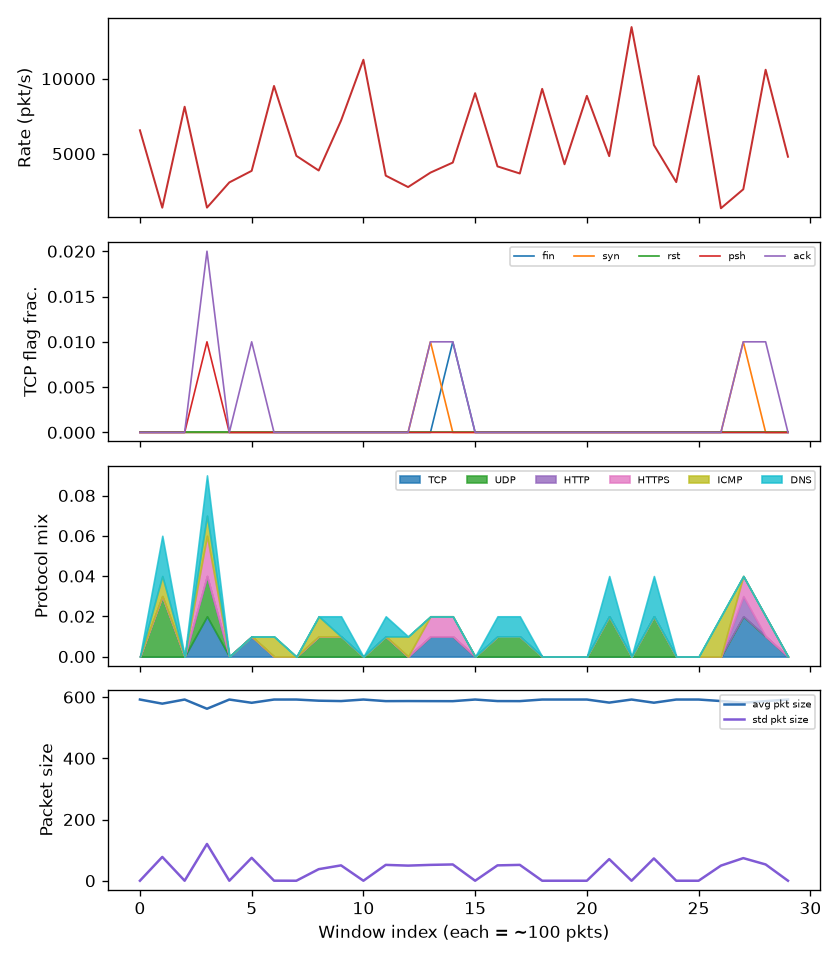 Rate (pkt/s)
10000
5000
TCP flag frac.
0.020
0.015
0.010
0.005
0.000
fin syn rst psh ack
Protocol mix
0.08
0.06
0.04
0.02
0.00
TCP UDP HTTP HTTPS ICMP DNS
Packet size
600
400
200
0
avg pkt size
std pkt size
0 5 10 15 20 25 30
Window index (each = ~100 pkts)